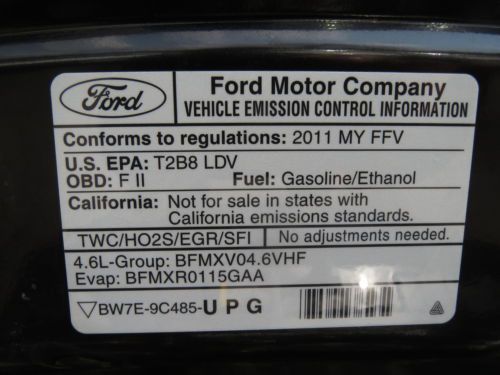 Ford
Ford Motor Company
VEHICLE EMISSION CONTROL INFORMATION
Conforms to regulations: 2011 MY FFV
U.S. EPA: T2B8 LDV
OBD: F II Fuel: Gasoline/Ethanol
California: Not for sale in states with
California emissions standards.
TWC/HO2S/EGR/SFI No adjustments needed.
4.6L-Group: BFMXV04.6VHF
Evap: BFMXR0115GAA
BW7E-9C485-U P G